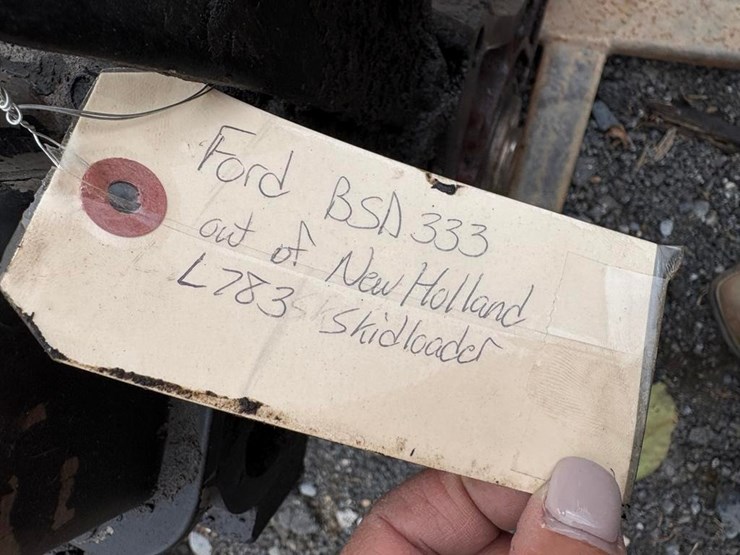 Ford BSD 333
out of New Holland
L783 Skidloader